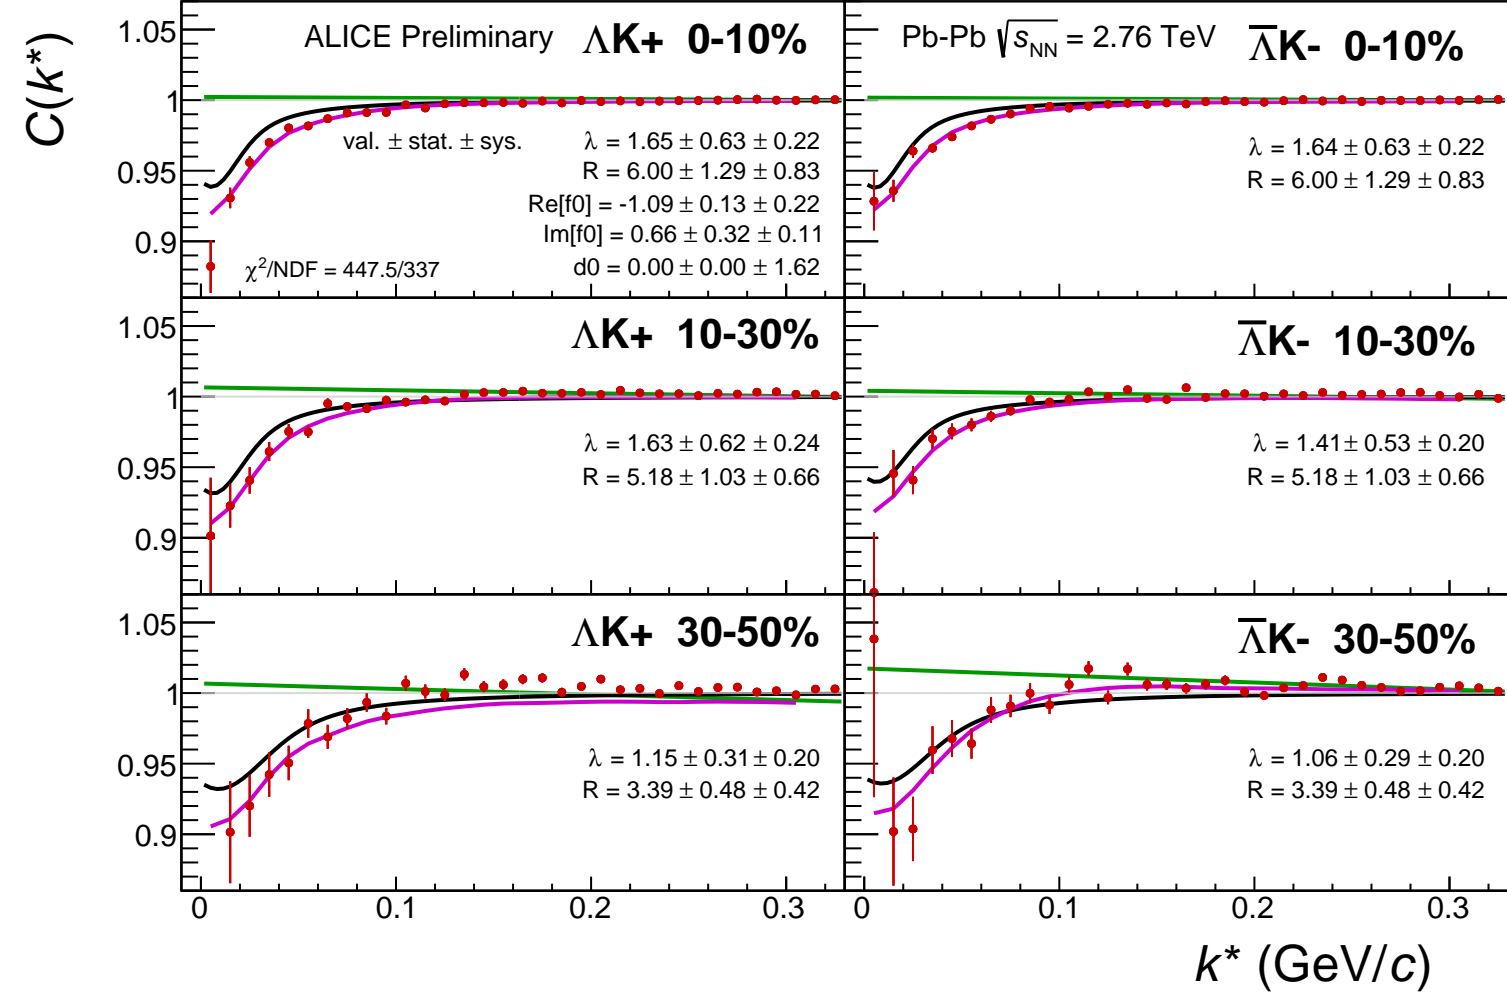 C(k*)
ALICE Preliminary ΛK+ 0-10%
1.05
1
0.95
0.9
val. ± stat. ± sys.
λ = 1.65 ± 0.63 ± 0.22
R = 6.00 ± 1.29 ± 0.83
Re[f0] = -1.09 ± 0.13 ± 0.22
Im[f0] = 0.66 ± 0.32 ± 0.11
d0 = 0.00 ± 0.00 ± 1.62
χ²/NDF = 447.5/337
Pb-Pb √s_NN = 2.76 TeV Λ̅K- 0-10%
λ = 1.64 ± 0.63 ± 0.22
R = 6.00 ± 1.29 ± 0.83
ΛK+ 10-30%
1.05
1
0.95
0.9
λ = 1.63 ± 0.62 ± 0.24
R = 5.18 ± 1.03 ± 0.66
Λ̅K- 10-30%
λ = 1.41 ± 0.53 ± 0.20
R = 5.18 ± 1.03 ± 0.66
ΛK+ 30-50%
1.05
1
0.95
0.9
λ = 1.15 ± 0.31 ± 0.20
R = 3.39 ± 0.48 ± 0.42
Λ̅K- 30-50%
λ = 1.06 ± 0.29 ± 0.20
R = 3.39 ± 0.48 ± 0.42
0 0.1 0.2 0.3 0 0.1 0.2 0.3
k* (GeV/c)